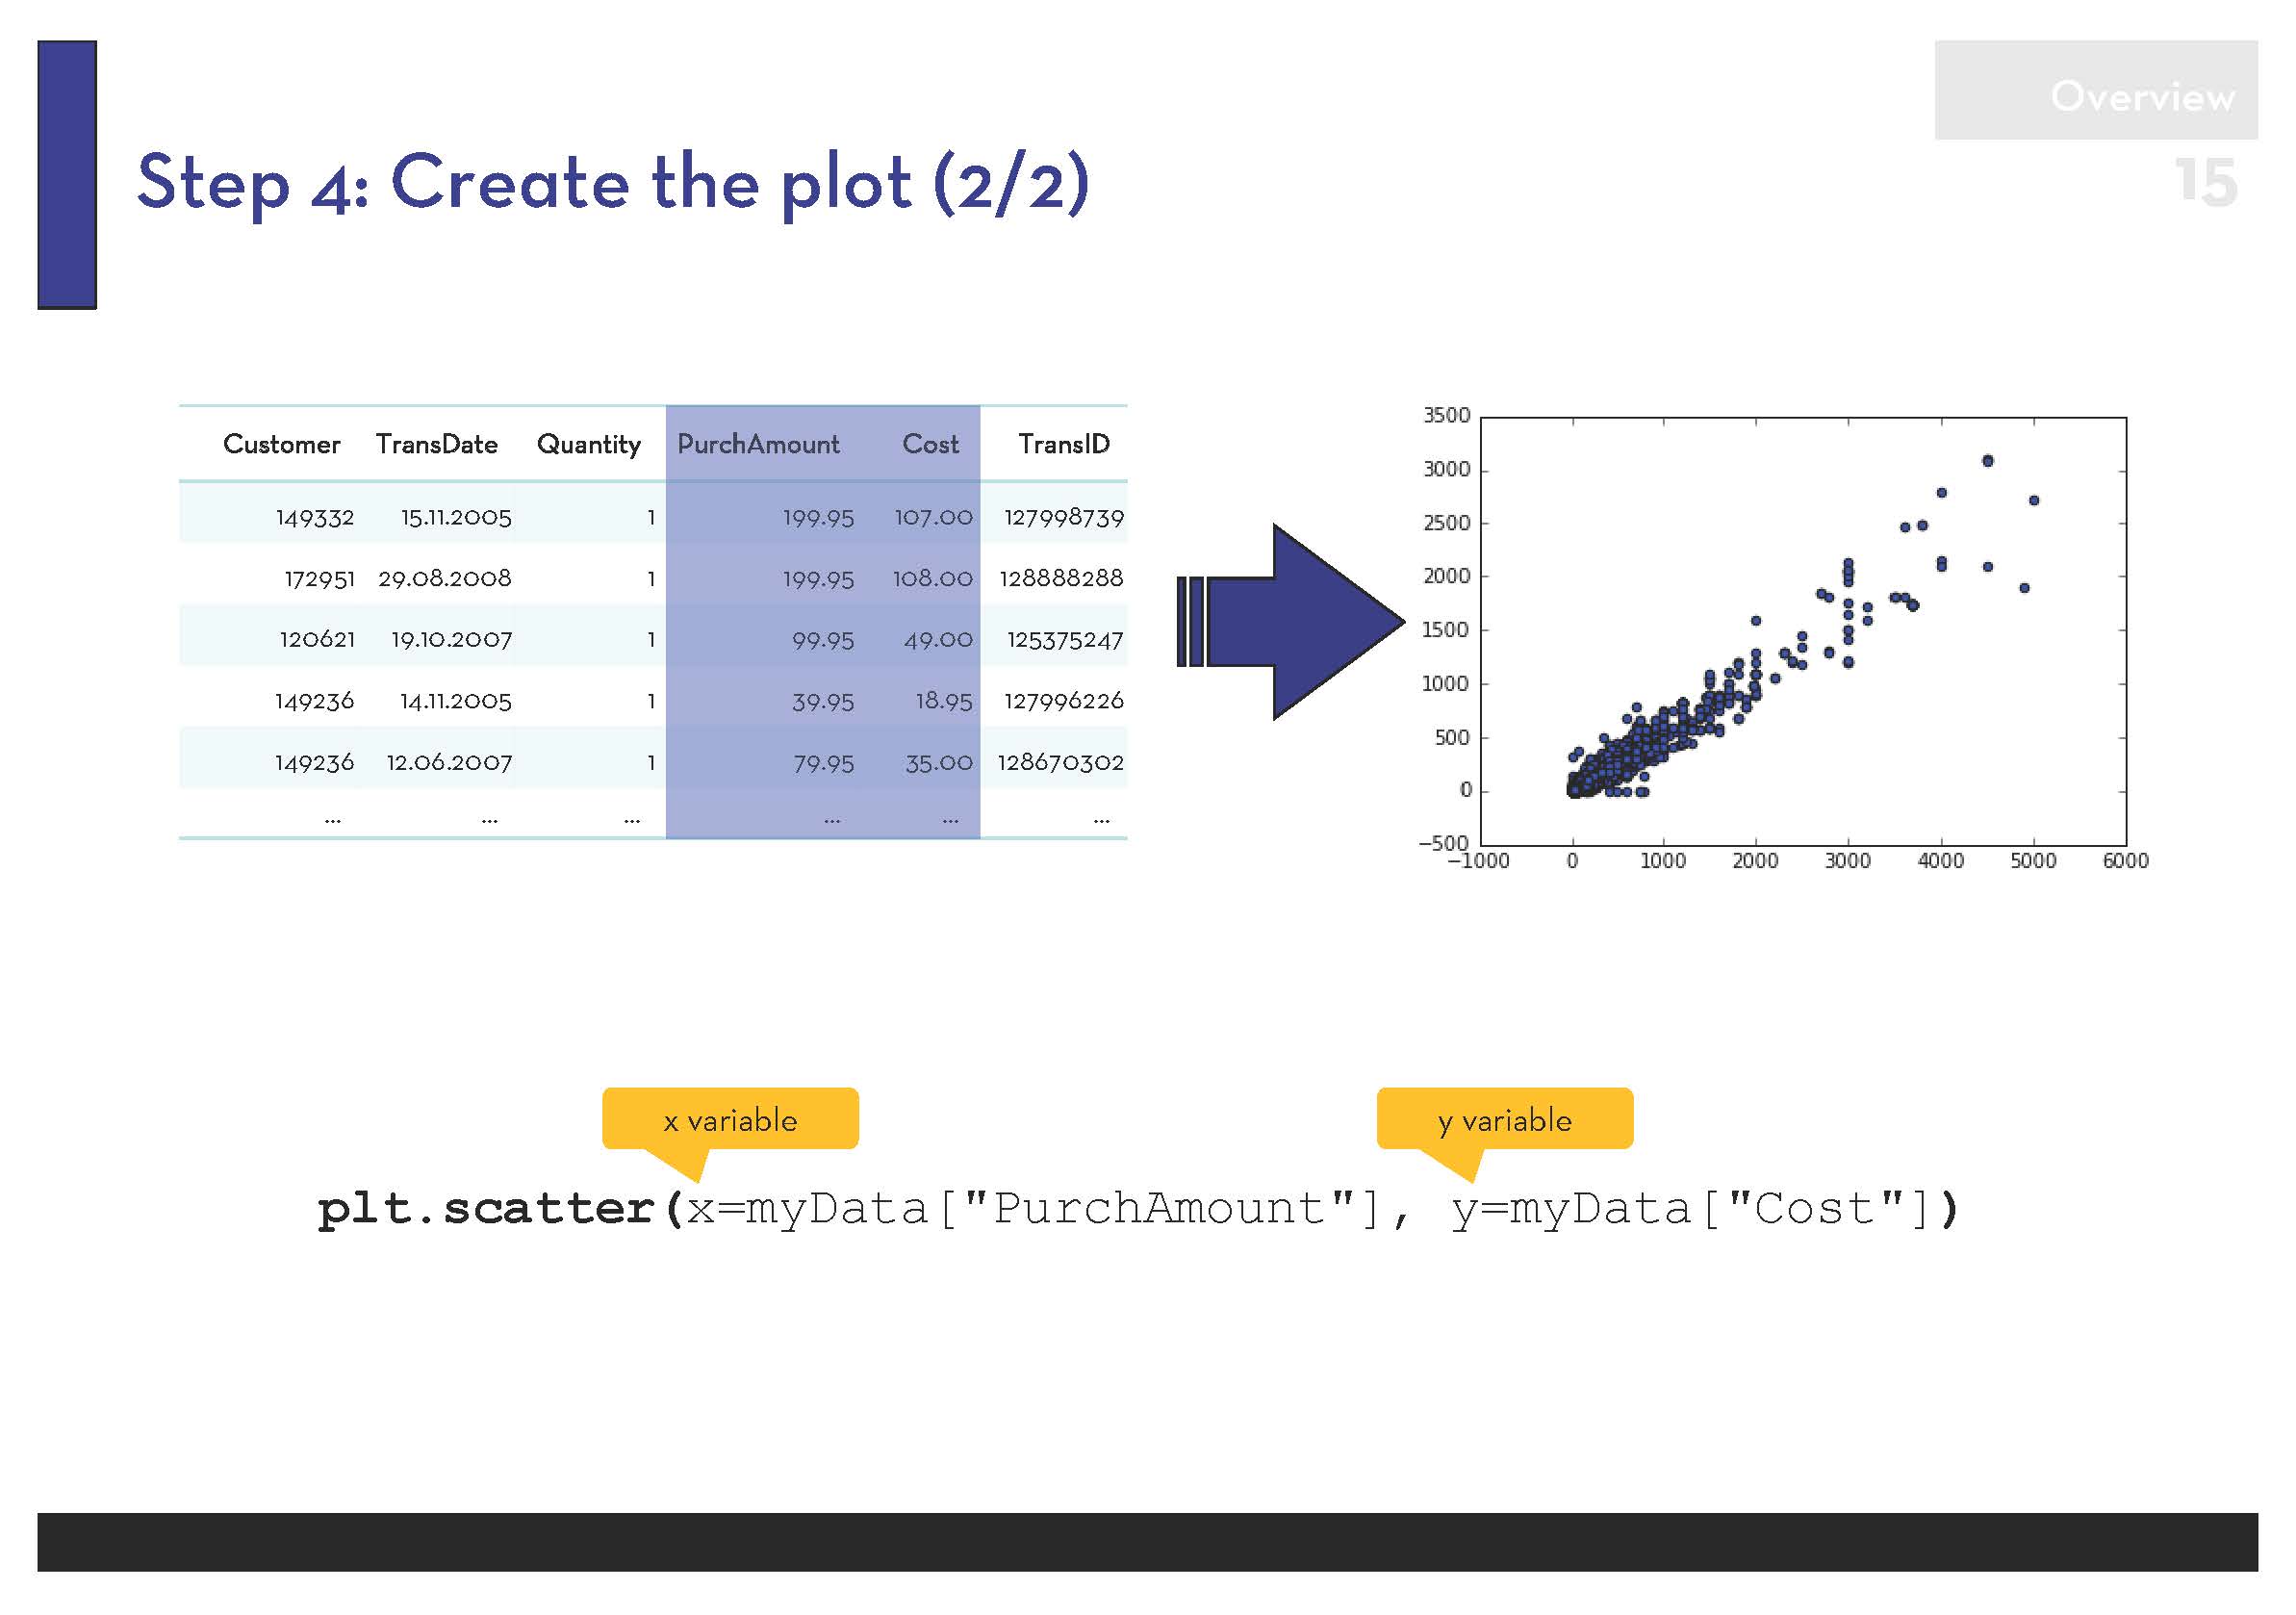 Overview
15
Step 4: Create the plot (2/2)
Customer TransDate Quantity PurchAmount Cost TransID
149332 15.11.2005 1 199.95 107.00 127998739
172951 29.08.2008 1 199.95 108.00 128888288
120621 19.10.2007 1 99.95 49.00 125375247
149236 14.11.2005 1 39.95 18.95 127996226
149236 12.06.2007 1 79.95 35.00 128670302
... ... ... ... ... ...
3500
3000
2500
2000
1500
1000
500
0
−500
−1000 0 1000 2000 3000 4000 5000 6000
x variable y variable
plt.scatter(x=myData["PurchAmount"], y=myData["Cost"])